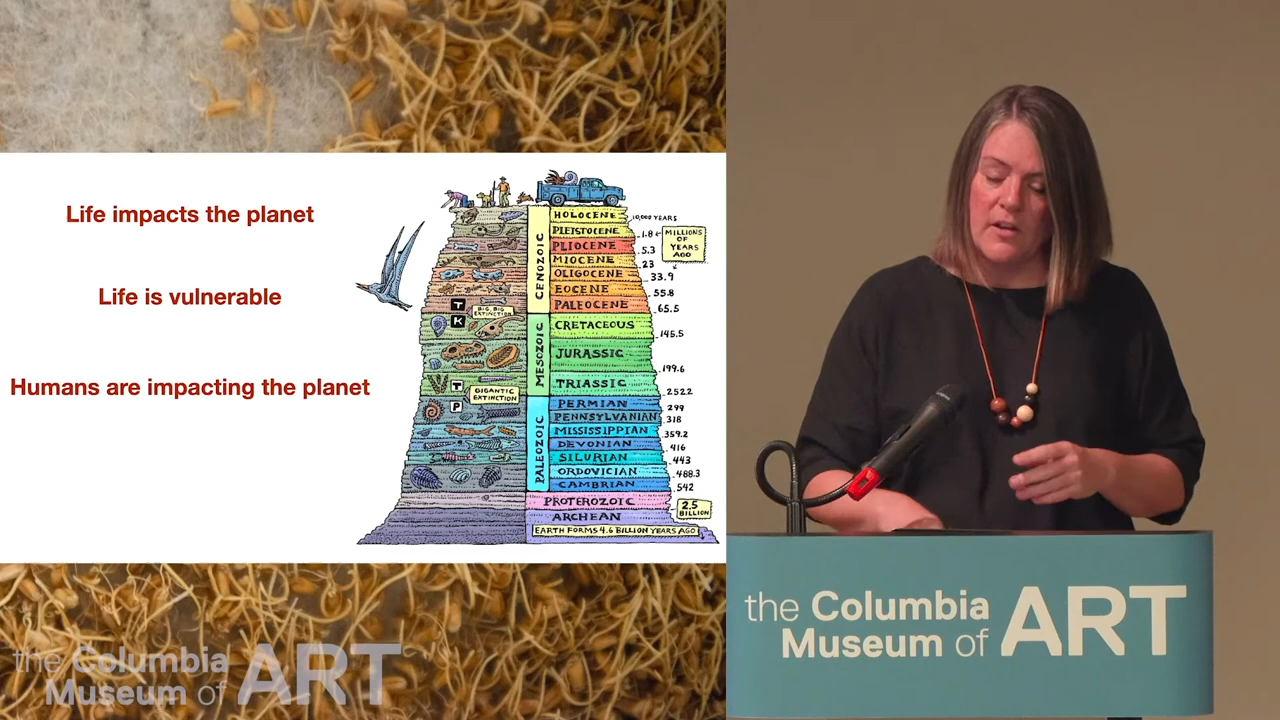 Life impacts the planet
Life is vulnerable
Humans are impacting the planet
CENOZOIC
MESOZOIC
PALEOZOIC
HOLOCENE
PLEISTOCENE
PLIOCENE
MIOCENE
OLIGOCENE
EOCENE
PALEOCENE
CRETACEOUS
JURASSIC
TRIASSIC
PERMIAN
PENNSYLVANIAN
MISSISSIPPIAN
DEVONIAN
SILURIAN
ORDOVICIAN
CAMBRIAN
PROTEROZOIC
ARCHEAN
EARTH FORMS 4.6 BILLION YEARS AGO
10,000 YEARS
1.8
MILLIONS
OF
YEARS
AGO
5.3
23
33.9
55.8
65.5
145.5
199.6
252.2
299
318
359.2
416
443
488.3
542
2.5
BILLION
T
K
BIG, BIG
EXTINCTION
T
P
GIGANTIC
EXTINCTION
the Columbia
Museum of ART
the Columbia
Museum of ART